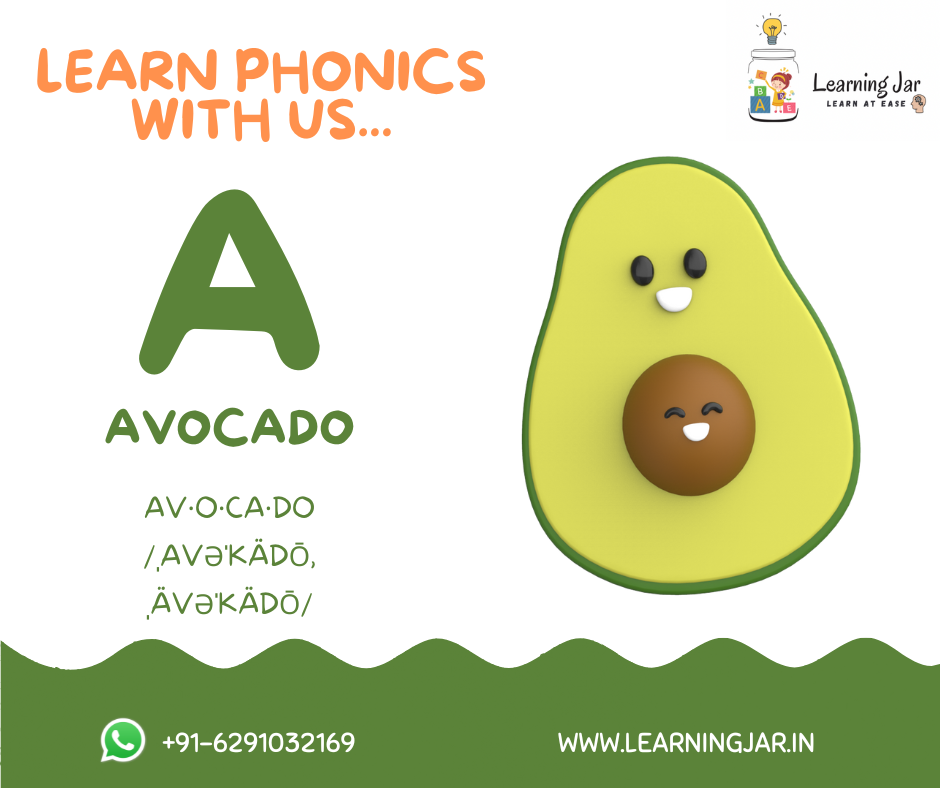 LEARN PHONICS
WITH US...
Learning Jar
LEARN AT EASE
C
B
A
E
A
AVOCADO
AV·O·CA·DO
/ˌAVƏˈKÄDŌ,
ˌÄVƏˈKÄDŌ/
+91-6291032169
WWW.LEARNINGJAR.IN